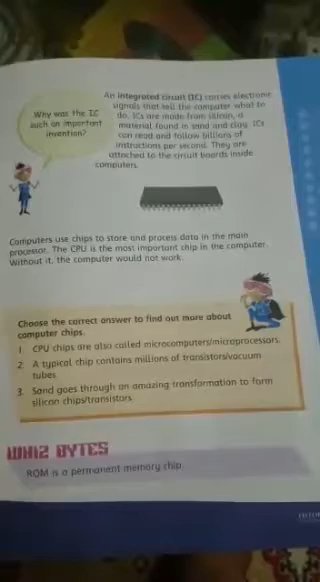 An integrated circuit (IC) carries electronic
signals that tell the computer what to
do. ICs are made from silicon, a
material found in sand and clay. ICs
can read and follow billions of
instructions per second. They are
attached to the circuit boards inside
computers.
Why was the IC
such an important
invention?
Computers use chips to store and process data in the main
processor. The CPU is the most important chip in the computer.
Without it, the computer would not work.
Choose the correct answer to find out more about
computer chips.
1. CPU chips are also called microcomputers/microprocessors.
2. A typical chip contains millions of transistors/vacuum
tubes.
3. Sand goes through an amazing transformation to form
silicon chips/transistors.
WHIZ BYTES
ROM is a permanent memory chip.